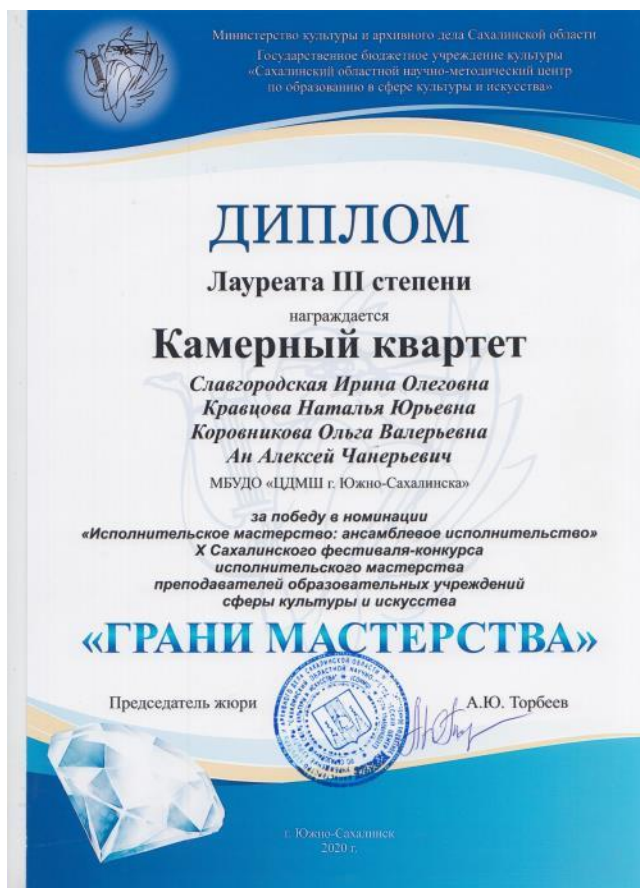 Министерство культуры и архивного дела Сахалинской области
Государственное бюджетное учреждение культуры
«Сахалинский областной научно-методический центр
по образованию в сфере культуры и искусства»
ДИПЛОМ
Лауреата III степени
награждается
Камерный квартет
Славгородская Ирина Олеговна
Кравцова Наталья Юрьевна
Коровникова Ольга Валерьевна
Ан Алексей Чанерьевич
МБУДО «ЦДМШ г. Южно-Сахалинска»
за победу в номинации
«Исполнительское мастерство: ансамблевое исполнительство»
X Сахалинского фестиваля-конкурса
исполнительского мастерства
преподавателей образовательных учреждений
сферы культуры и искусства
«ГРАНИ МАСТЕРСТВА»
Председатель жюри А.Ю. Торбеев
г. Южно-Сахалинск
2020 г.